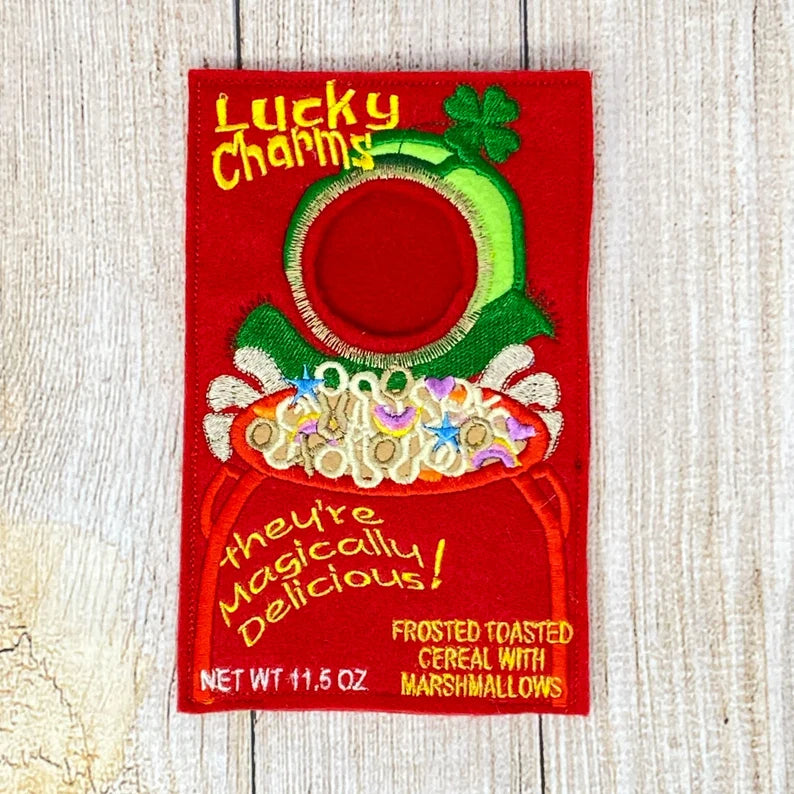 Lucky
Charms
they're
Magically
Delicious!
FROSTED TOASTED
CEREAL WITH
MARSHMALLOWS
NET WT 11.5 OZ